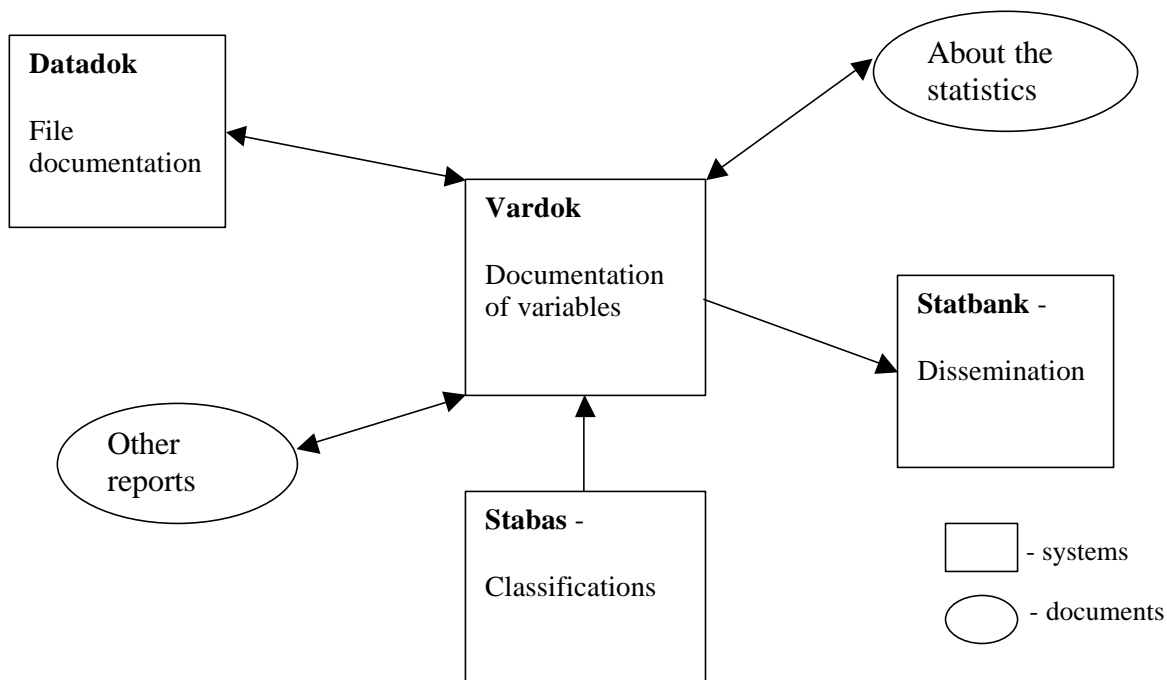 Datadok
File
documentation
About the
statistics
Vardok
Documentation
of variables
Statbank -
Dissemination
Other
reports
Stabas -
Classifications
- systems
- documents